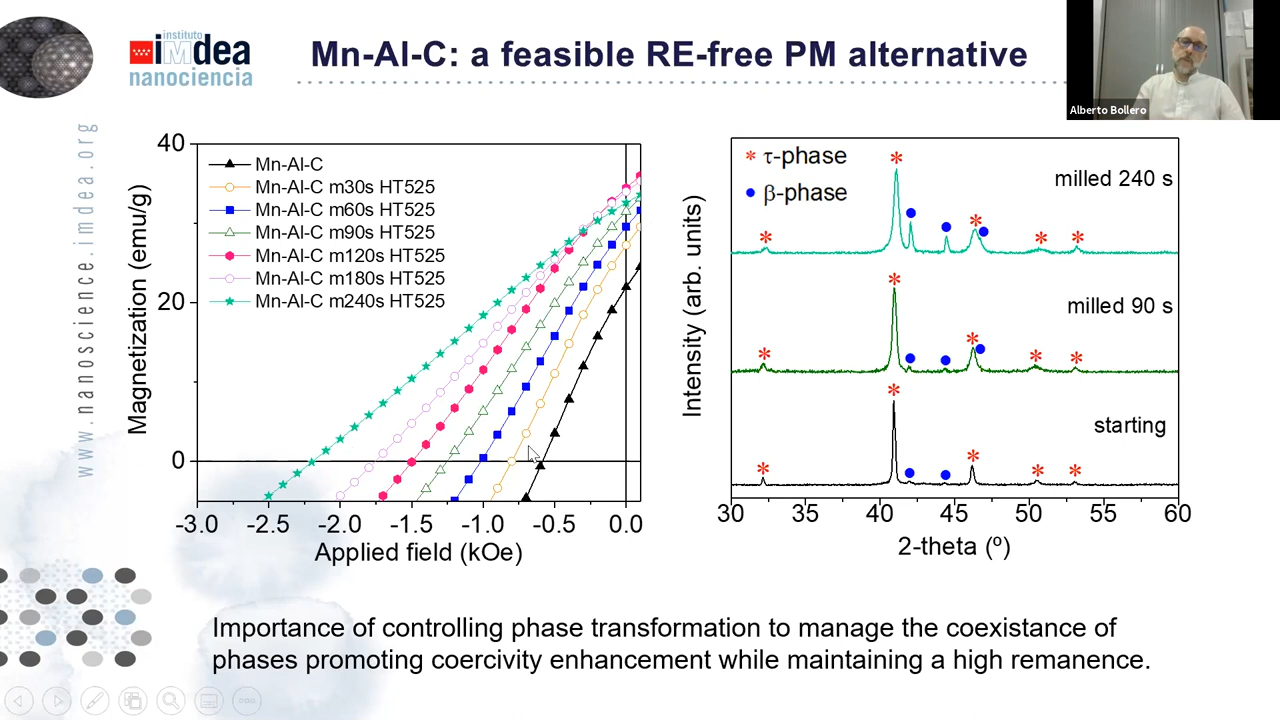 instituto
imdea
nanociencia
Mn-Al-C: a feasible RE-free PM alternative
Alberto Bollero
www.nanoscience.imdea.org
Magnetization (emu/g)
40
20
0
Mn-Al-C
Mn-Al-C m30s HT525
Mn-Al-C m60s HT525
Mn-Al-C m90s HT525
Mn-Al-C m120s HT525
Mn-Al-C m180s HT525
Mn-Al-C m240s HT525
-3.0 -2.5 -2.0 -1.5 -1.0 -0.5 0.0
Applied field (kOe)
Intensity (arb. units)
* τ-phase
β-phase
milled 240 s
milled 90 s
starting
30 35 40 45 50 55 60
2-theta (º)
Importance of controlling phase transformation to manage the coexistance of
phases promoting coercivity enhancement while maintaining a high remanence.